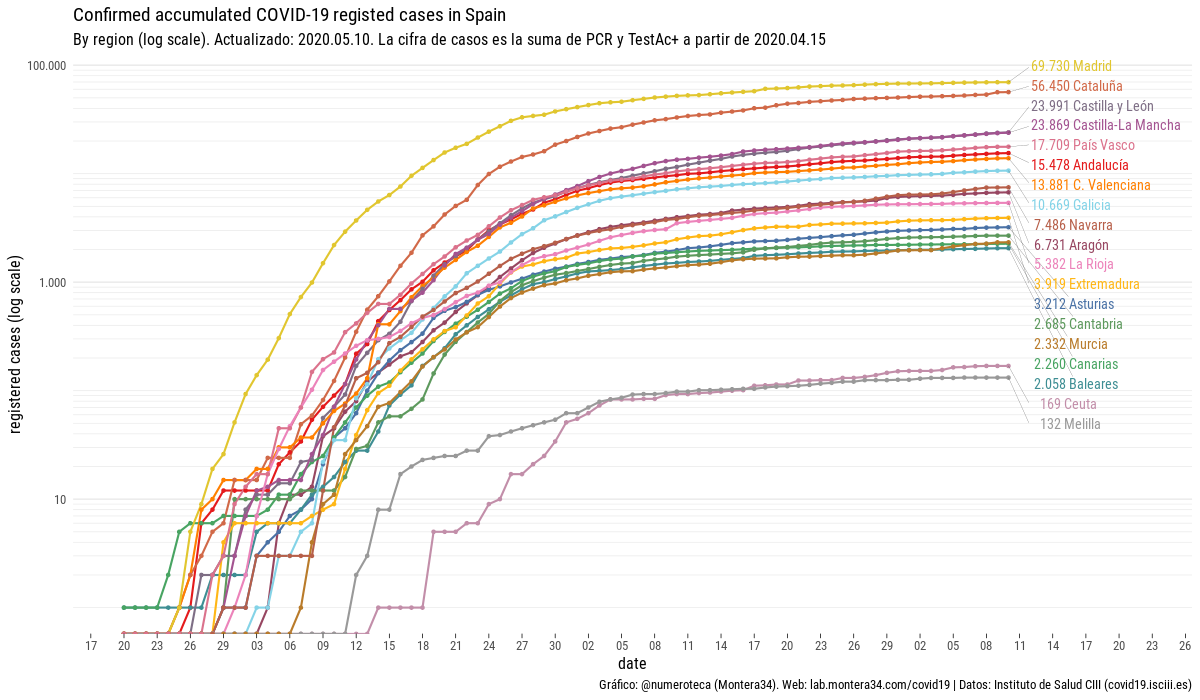 Confirmed accumulated COVID-19 registed cases in Spain
By region (log scale). Actualizado: 2020.05.10. La cifra de casos es la suma de PCR y TestAc+ a partir de 2020.04.15
registered cases (log scale)
100.000
1.000
10
69.730 Madrid
56.450 Cataluña
23.991 Castilla y León
23.869 Castilla-La Mancha
17.709 País Vasco
15.478 Andalucía
13.881 C. Valenciana
10.669 Galicia
7.486 Navarra
6.731 Aragón
5.382 La Rioja
3.919 Extremadura
3.212 Asturias
2.685 Cantabria
2.332 Murcia
2.260 Canarias
2.058 Baleares
169 Ceuta
132 Melilla
17 20 23 26 29 03 06 09 12 15 18 21 24 27 30 02 05 08 11 14 17 20 23 26 29 02 05 08 11 14 17 20 23 26
date
Gráfico: @numeroteca (Montera34). Web: lab.montera34.com/covid19 | Datos: Instituto de Salud CIII (covid19.isciii.es)